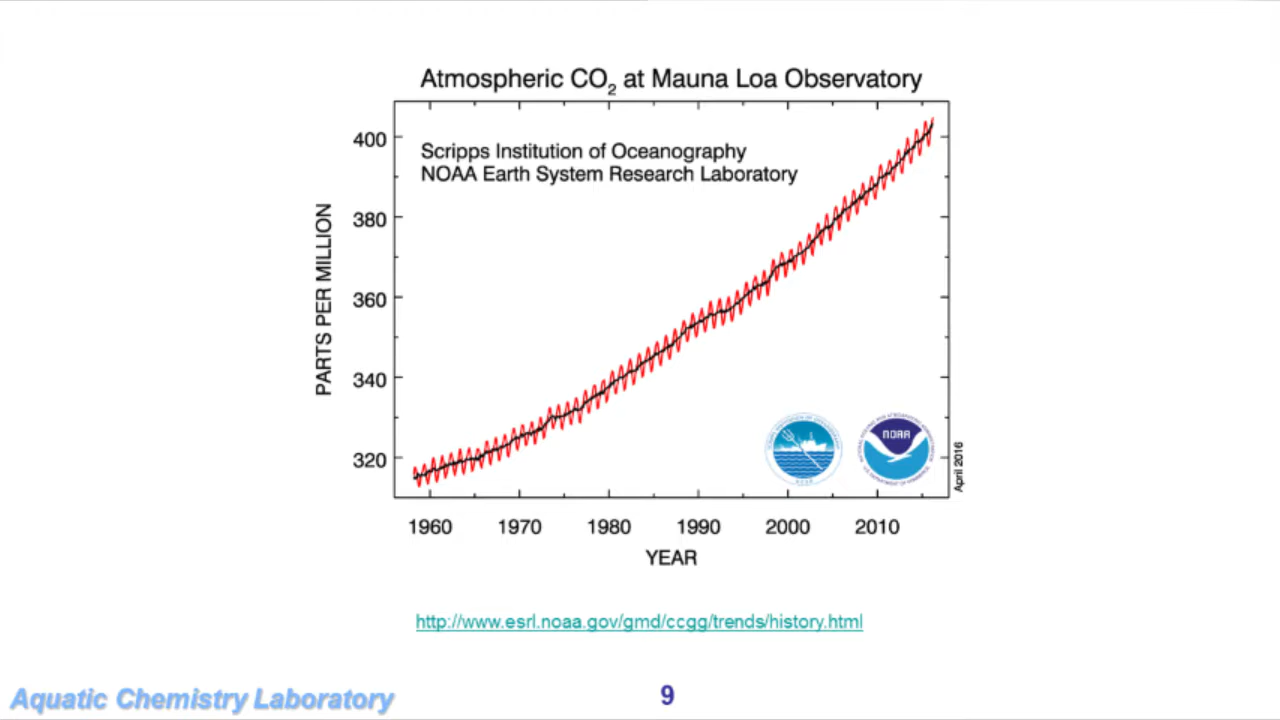 Atmospheric CO₂ at Mauna Loa Observatory
Scripps Institution of Oceanography
NOAA Earth System Research Laboratory
PARTS PER MILLION
400
380
360
340
320
NOAA
April 2016
1960 1970 1980 1990 2000 2010
YEAR
http://www.esrl.noaa.gov/gmd/ccgg/trends/history.html
Aquatic Chemistry Laboratory
9